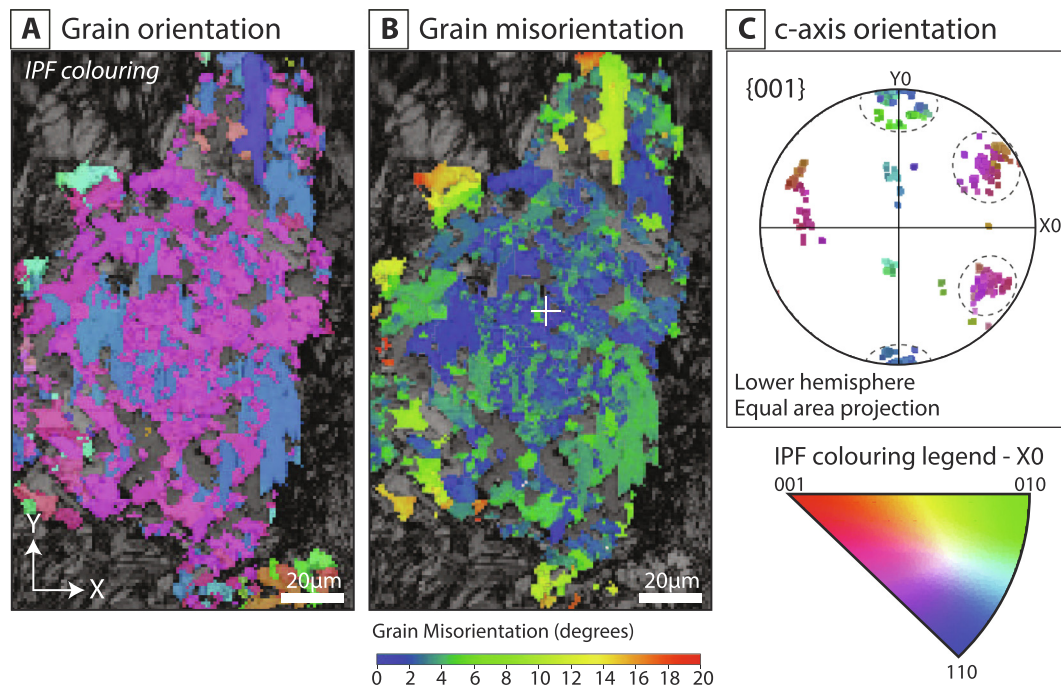 A Grain orientation
IPF colouring
Y
X
20µm
B Grain misorientation
20µm
Grain Misorientation (degrees)
0 2 4 6 8 10 12 14 16 18 20
C c-axis orientation
{001}
Y0
X0
Lower hemisphere
Equal area projection
IPF colouring legend - X0
001 010
110